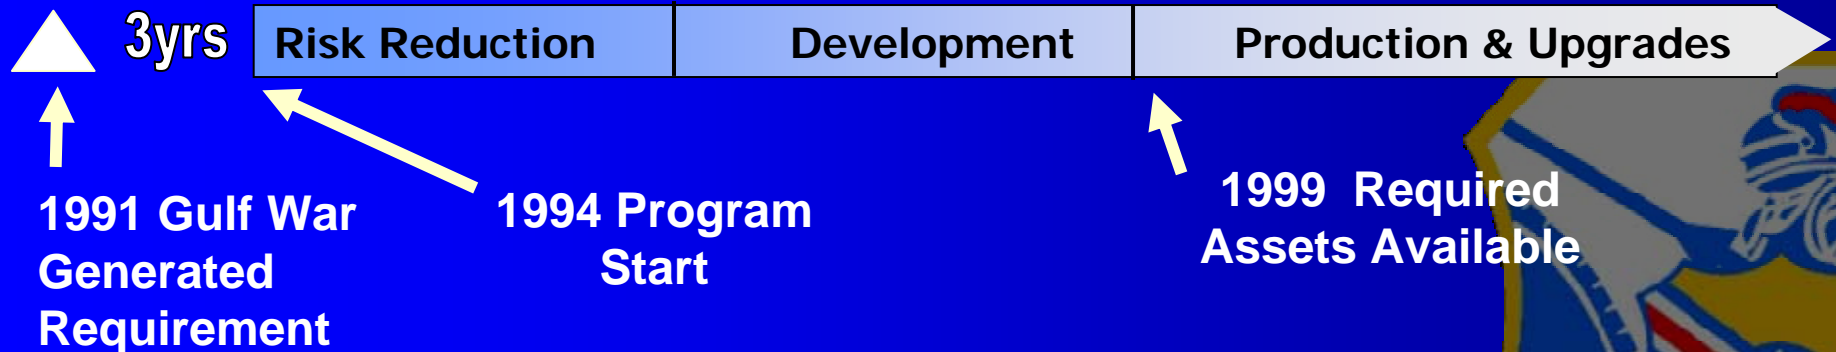 3yrs Risk Reduction Development Production & Upgrades
1991 Gulf War
Generated
Requirement
1994 Program
Start
1999 Required
Assets Available